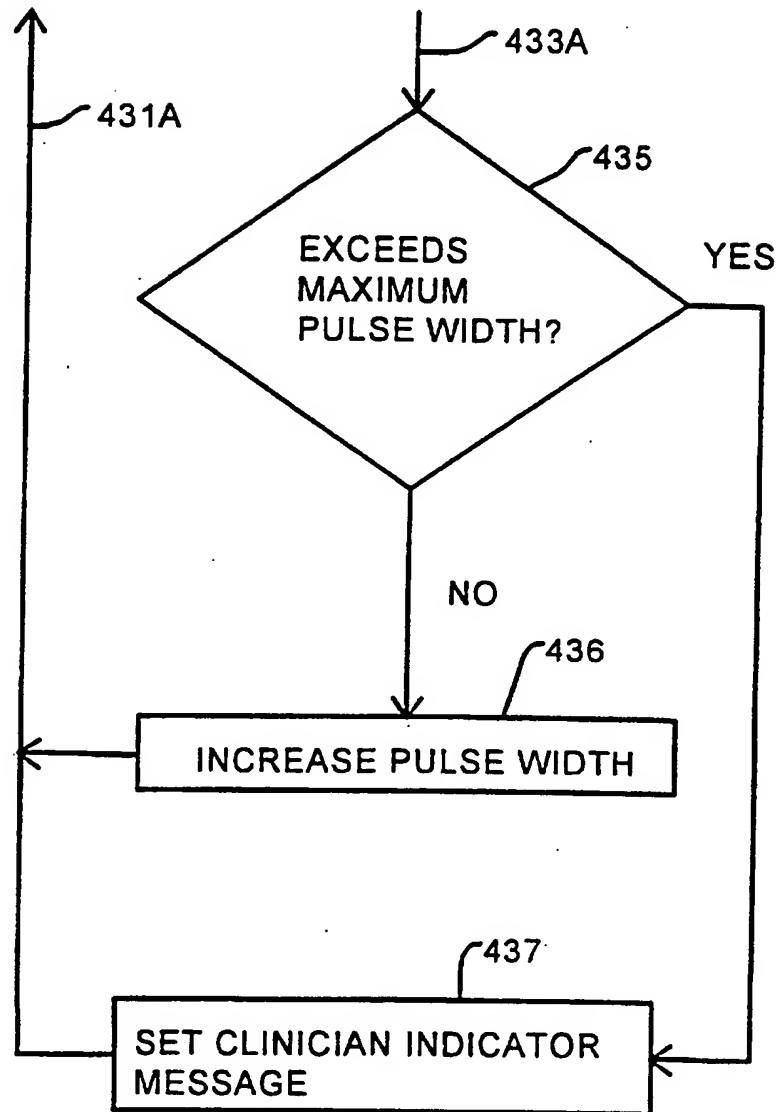 433A
431A
435
EXCEEDS
MAXIMUM
PULSE WIDTH?
YES
NO
436
INCREASE PULSE WIDTH
437
SET CLINICIAN INDICATOR
MESSAGE